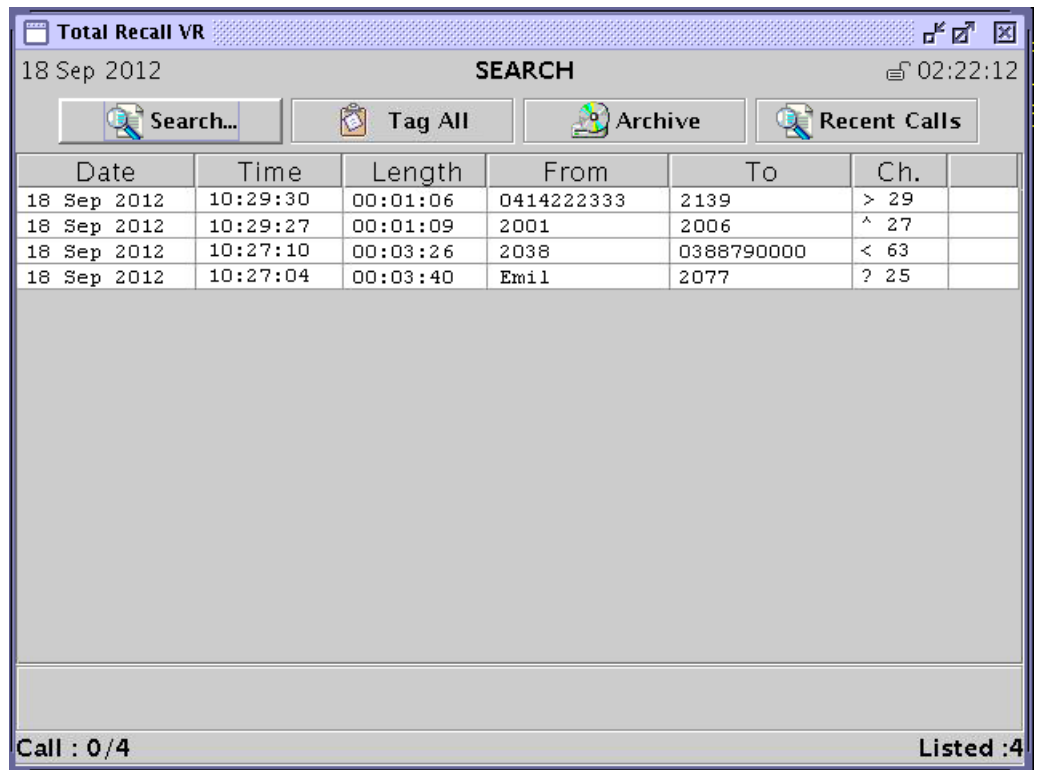 Total Recall VR
18 Sep 2012 SEARCH 02:22:12
Search... Tag All Archive Recent Calls
Date Time Length From To Ch.
18 Sep 2012 10:29:30 00:01:06 0414222333 2139 > 29
18 Sep 2012 10:29:27 00:01:09 2001 2006 ^ 27
18 Sep 2012 10:27:10 00:03:26 2038 0388790000 < 63
18 Sep 2012 10:27:04 00:03:40 Emil 2077 ? 25
Call : 0/4 Listed :4